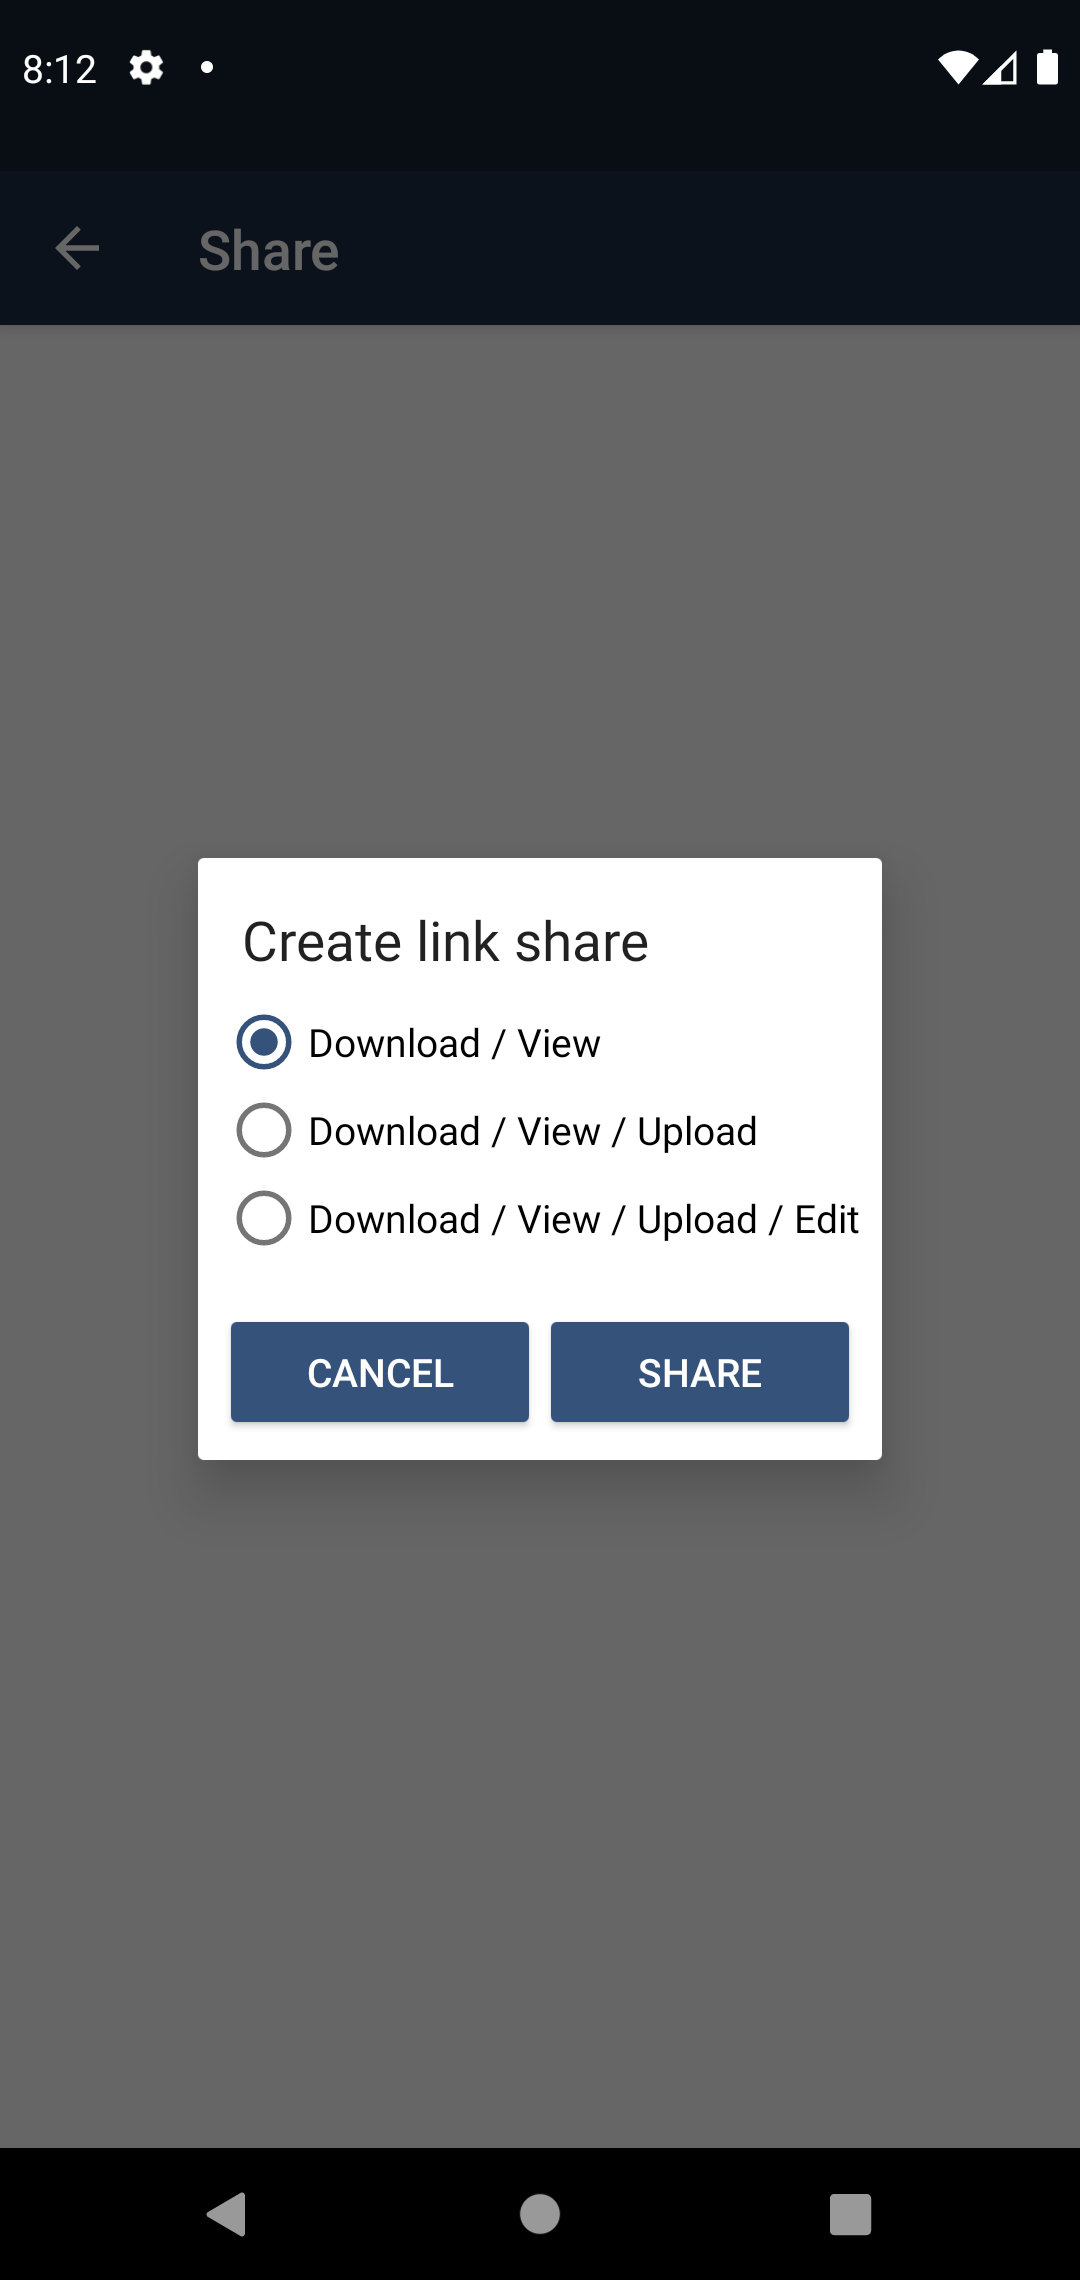 8:12
Share
Create link share
Download / View
Download / View / Upload
Download / View / Upload / Edit
CANCEL
SHARE